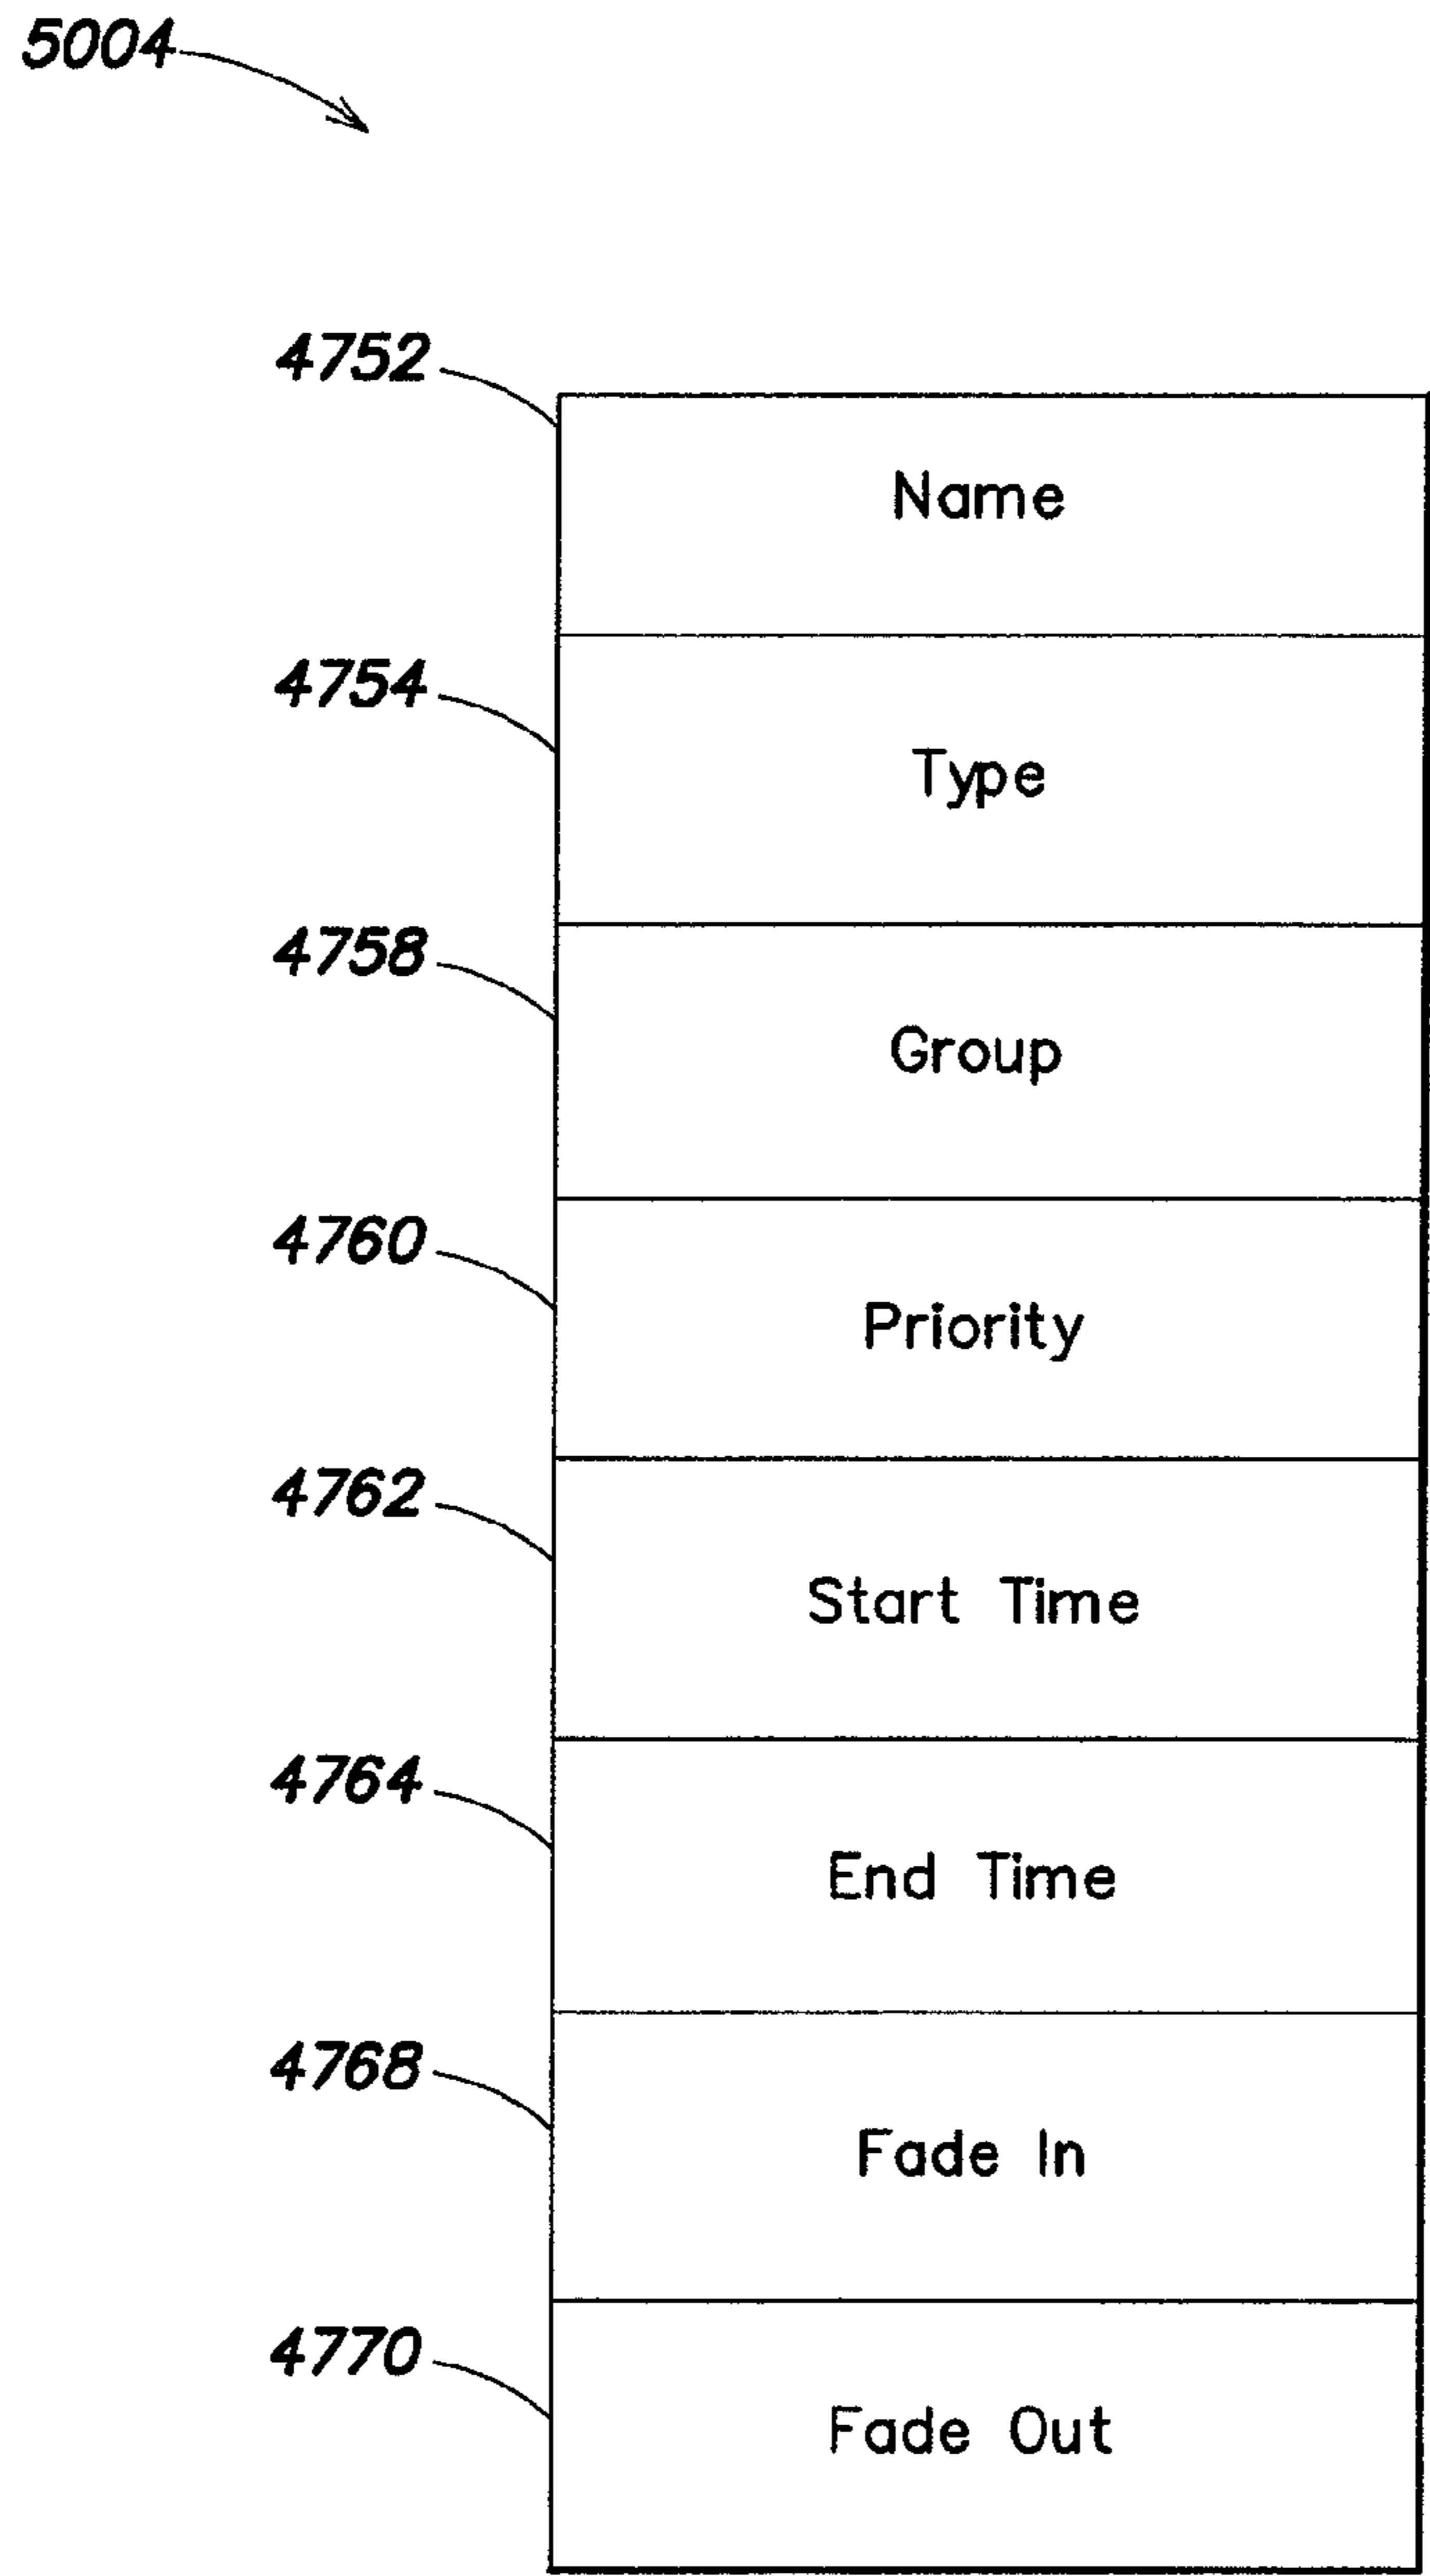 5004
4752
Name
4754
Type
4758
Group
4760
Priority
4762
Start Time
4764
End Time
4768
Fade In
4770
Fade Out